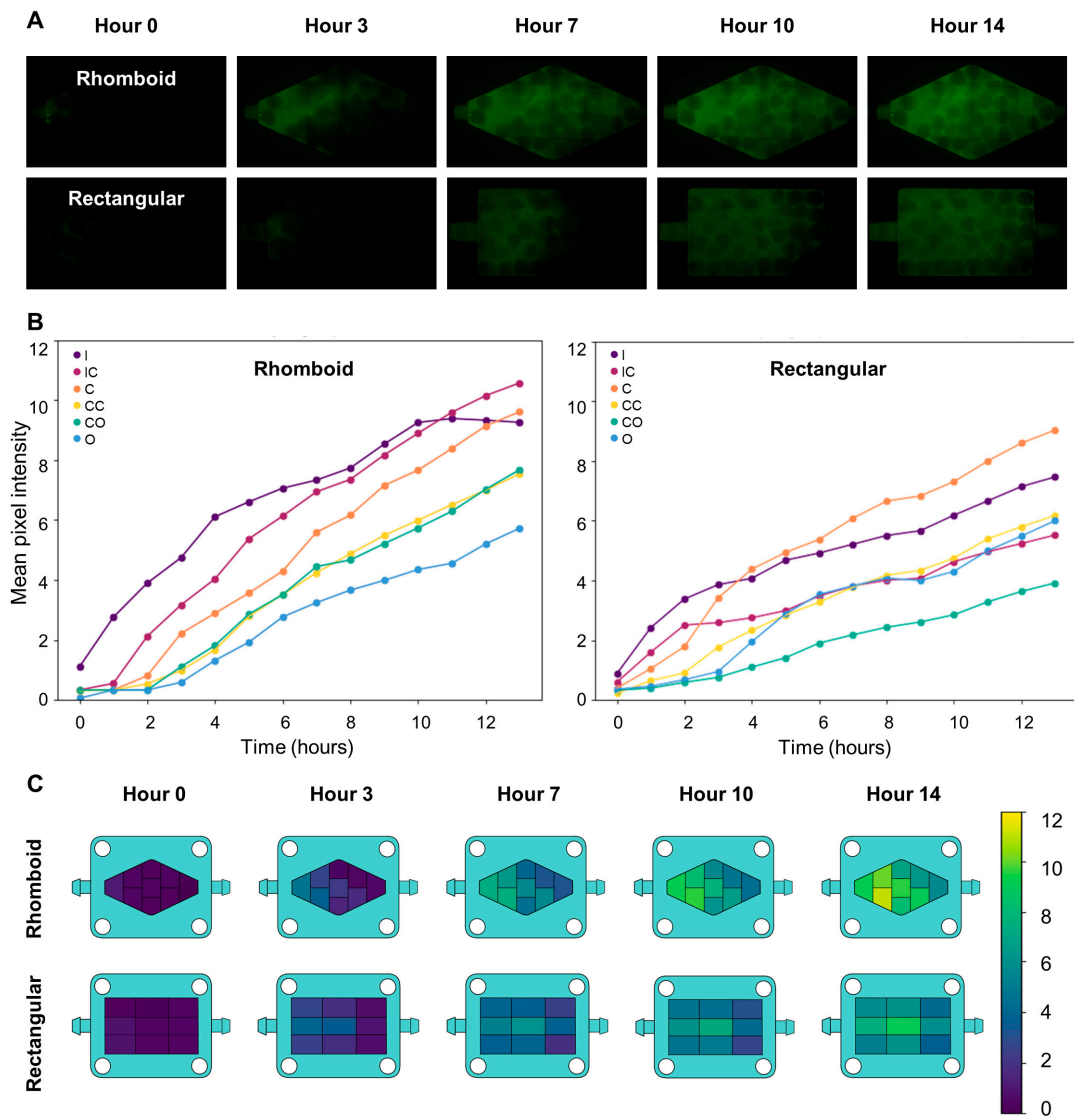 A
Hour 0 Hour 3 Hour 7 Hour 10 Hour 14
Rhomboid
Rectangular
B
12
10
8
6
4
2
0
Mean pixel intensity
I
IC
C
CC
CO
O
Rhomboid
0 2 4 6 8 10 12
Time (hours)
12
10
8
6
4
2
0
I
IC
C
CC
CO
O
Rectangular
0 2 4 6 8 10 12
Time (hours)
C
Hour 0 Hour 3 Hour 7 Hour 10 Hour 14
Rhomboid
Rectangular
12
10
8
6
4
2
0